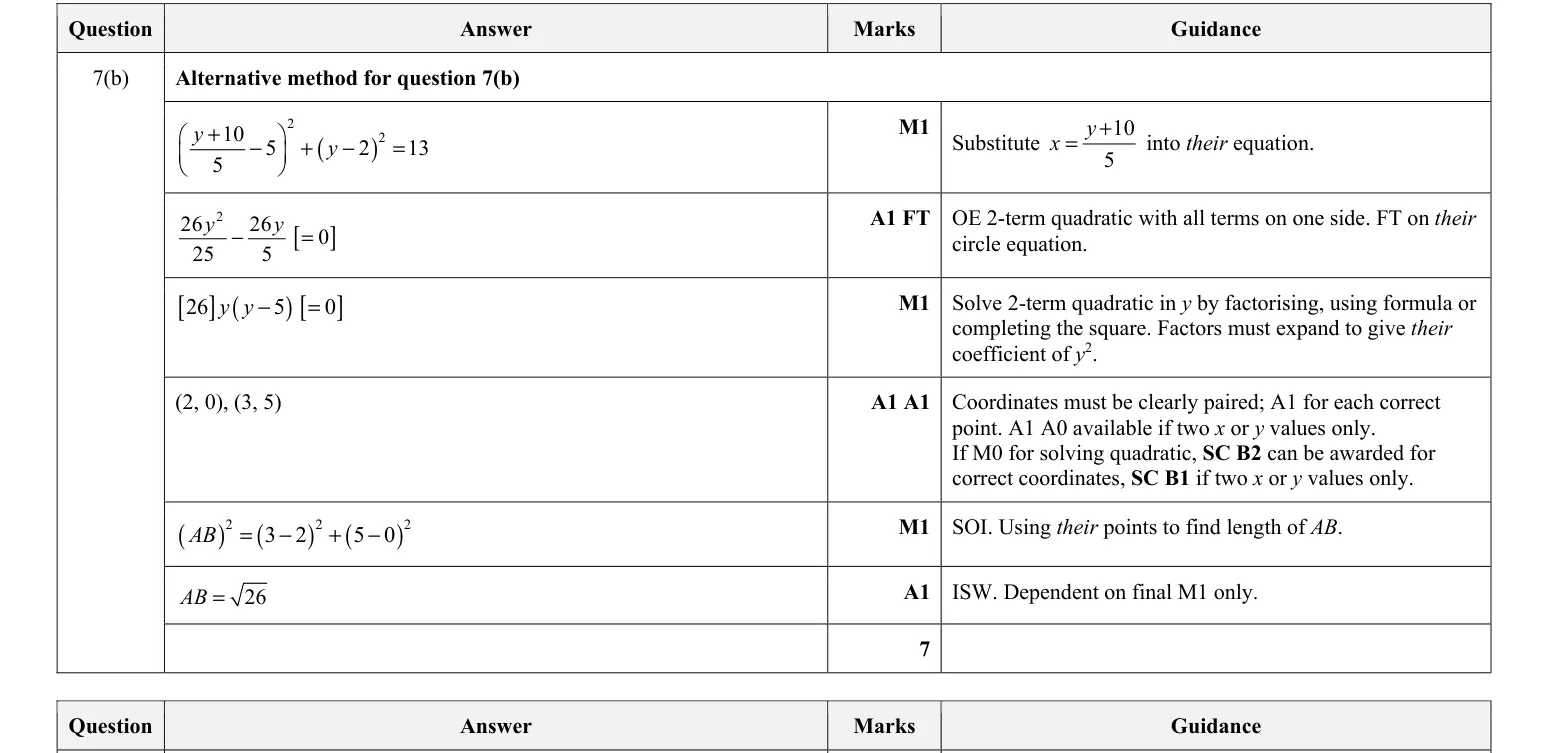 Question Answer Marks Guidance
7(b) Alternative method for question 7(b)
((y+10)/5 − 5)² + (y − 2)² = 13 M1 Substitute x = (y+10)/5 into their equation.
26y²/25 − 26y/5 [= 0] A1 FT OE 2-term quadratic with all terms on one side. FT on their
circle equation.
[26]y(y − 5) [= 0] M1 Solve 2-term quadratic in y by factorising, using formula or
completing the square. Factors must expand to give their
coefficient of y².
(2, 0), (3, 5) A1 A1 Coordinates must be clearly paired; A1 for each correct
point. A1 A0 available if two x or y values only.
If M0 for solving quadratic, SC B2 can be awarded for
correct coordinates, SC B1 if two x or y values only.
(AB)² = (3 − 2)² + (5 − 0)² M1 SOI. Using their points to find length of AB.
AB = √26 A1 ISW. Dependent on final M1 only.
7
Question Answer Marks Guidance